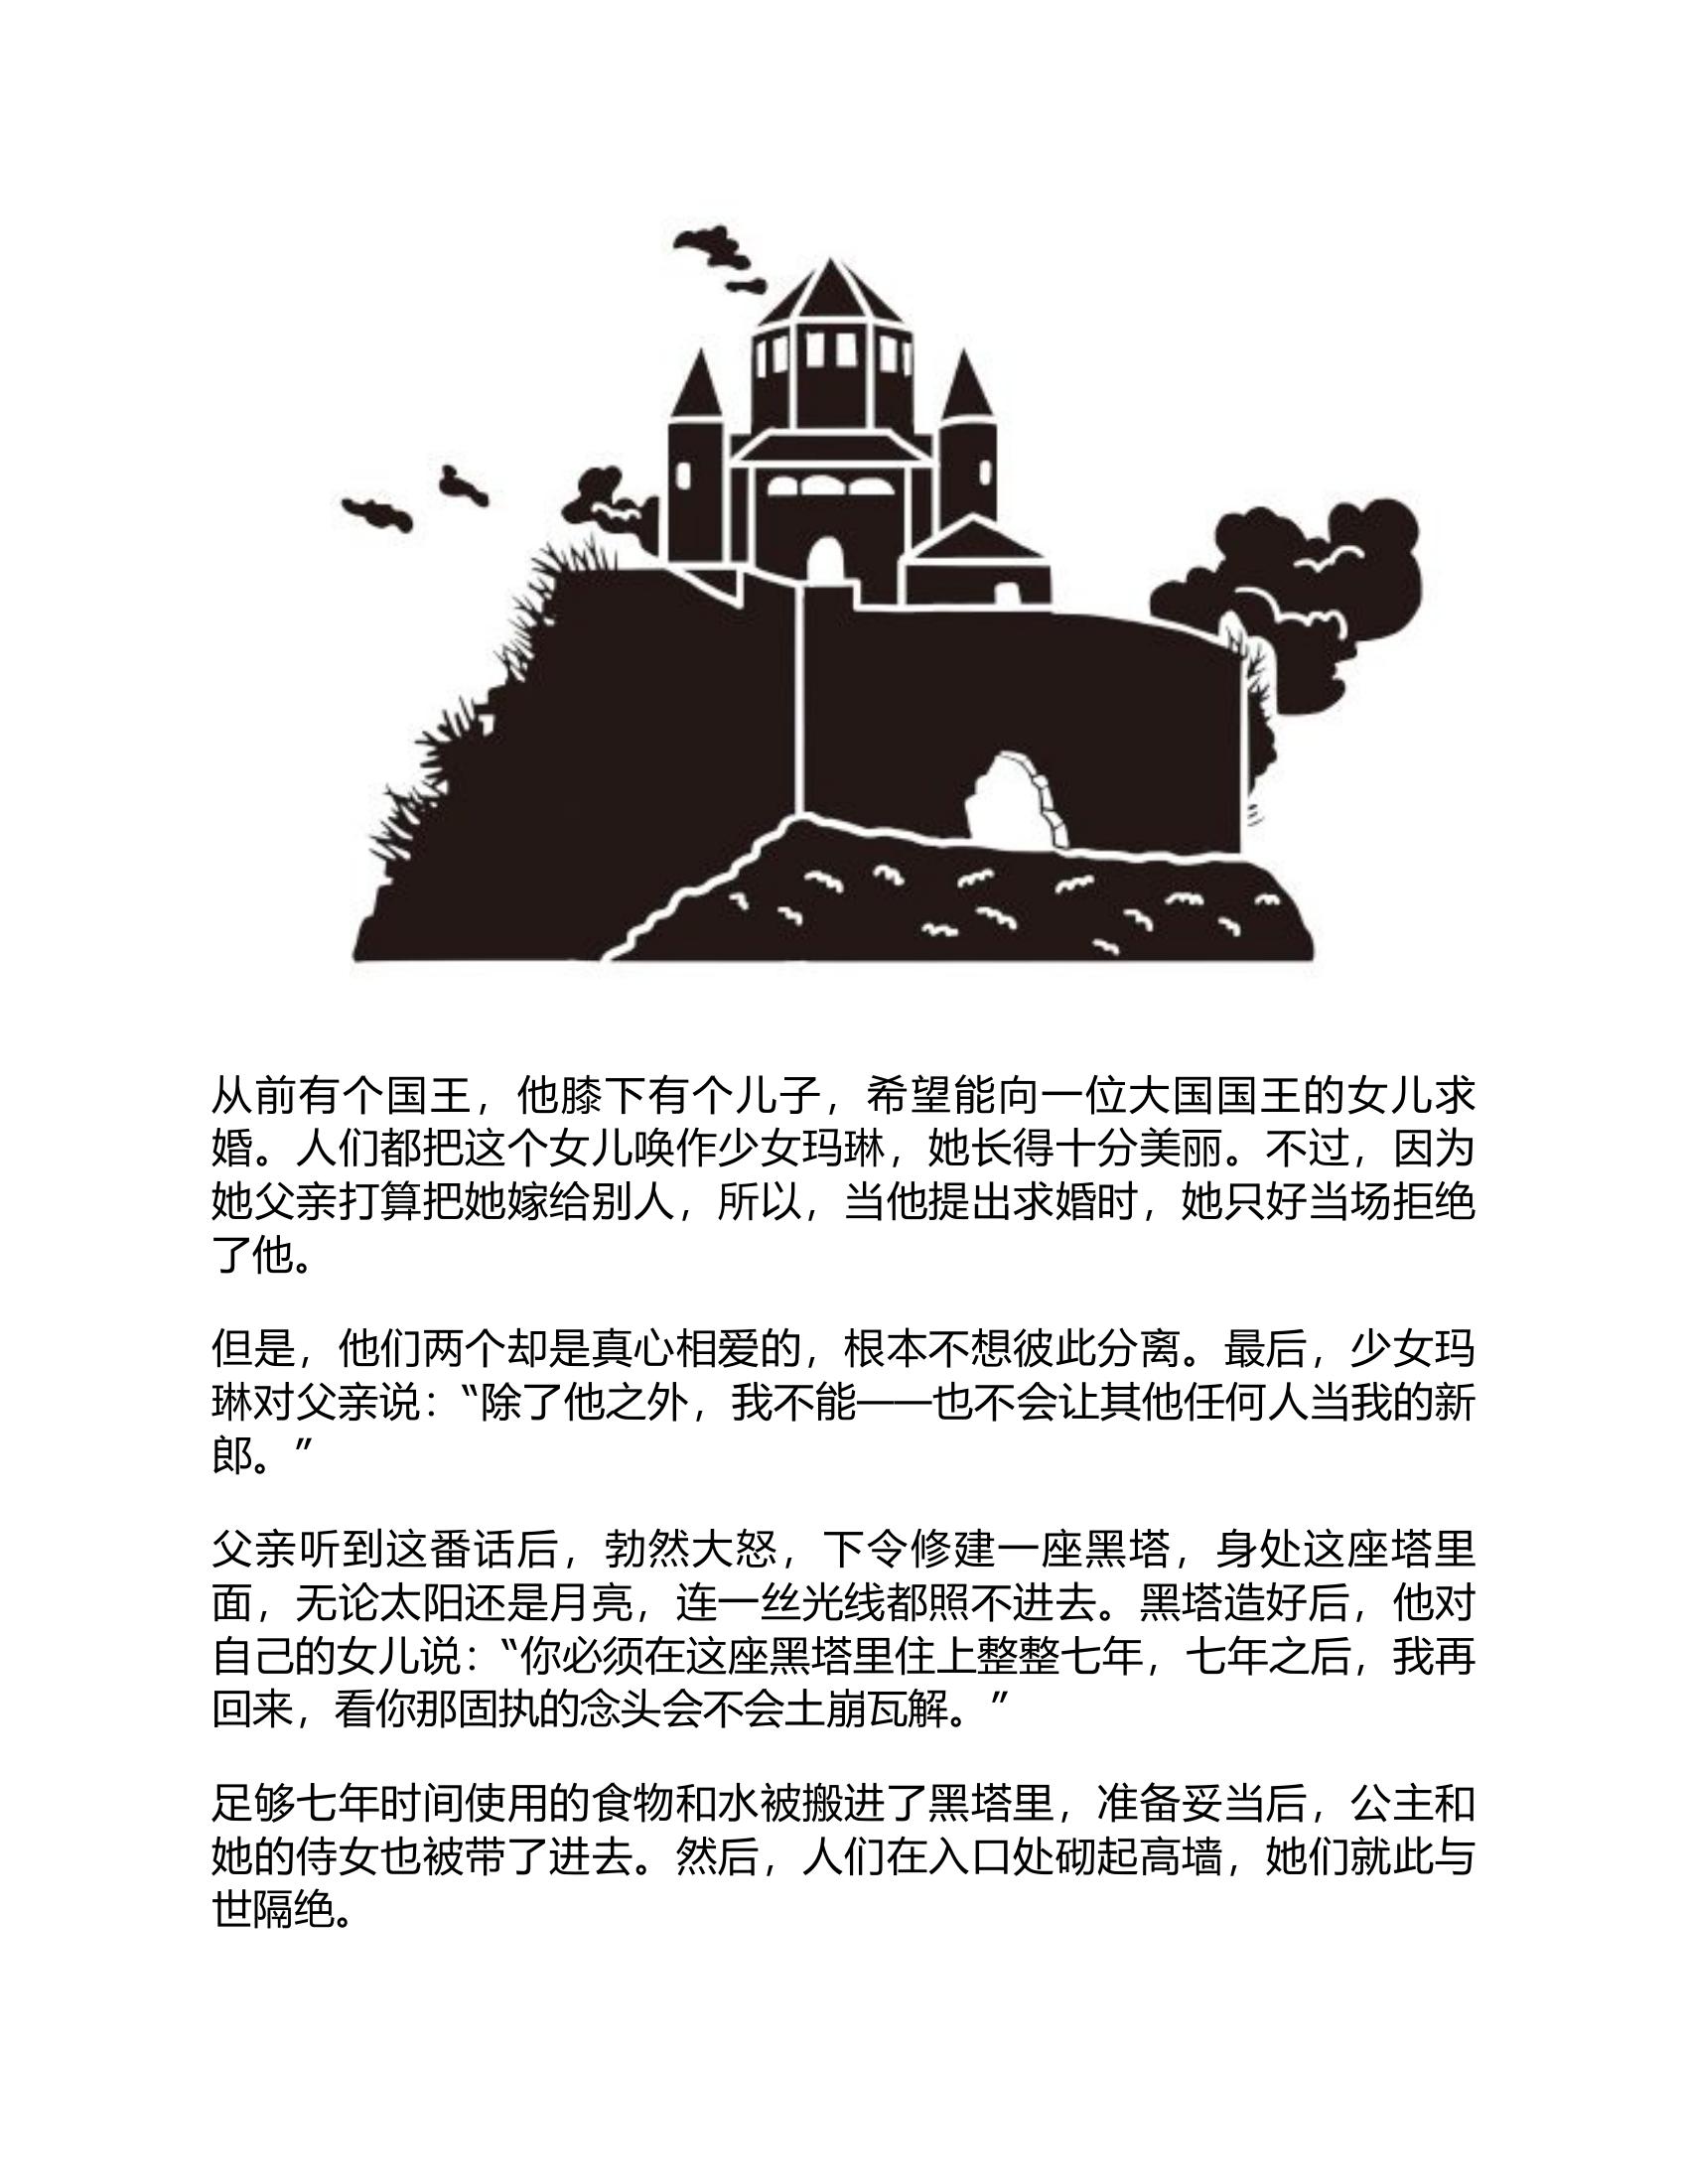 从前有个国王，他膝下有个儿子，希望能向一位大国国王的女儿求
婚。人们都把这个女儿唤作少女玛琳，她长得十分美丽。不过，因为
她父亲打算把她嫁给别人，所以，当他提出求婚时，她只好当场拒绝
了他。
但是，他们两个却是真心相爱的，根本不想彼此分离。最后，少女玛
琳对父亲说：“除了他之外，我不能——也不会让其他任何人当我的新
郎。”
父亲听到这番话后，勃然大怒，下令修建一座黑塔，身处这座塔里
面，无论太阳还是月亮，连一丝光线都照不进去。黑塔造好后，他对
自己的女儿说：“你必须在这座黑塔里住上整整七年，七年之后，我再
回来，看你那固执的念头会不会土崩瓦解。”
足够七年时间使用的食物和水被搬进了黑塔里，准备妥当后，公主和
她的侍女也被带了进去。然后，人们在入口处砌起高墙，她们就此与
世隔绝。